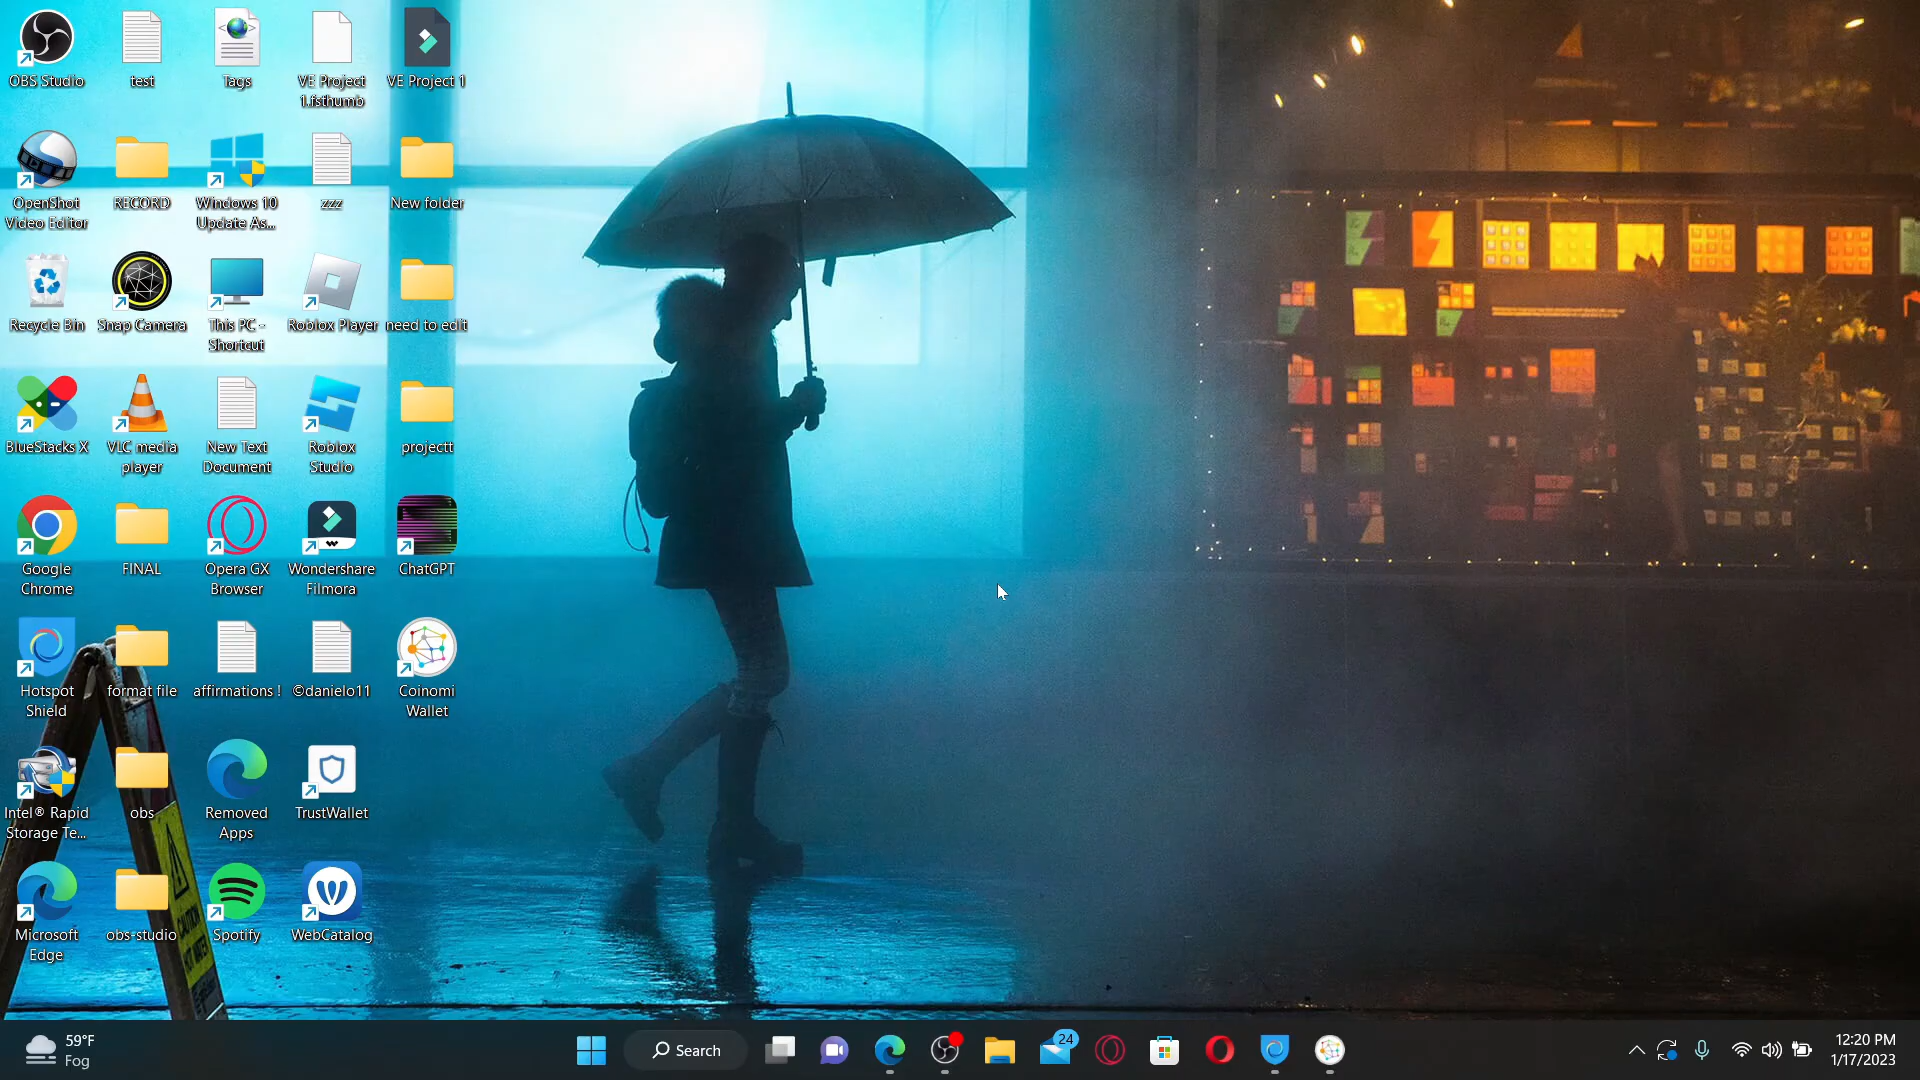 OBS Studio
test
Tags
VE Project
1.fsthumb
VE Project 1
OpenShot
Video Editor
RECORD
Windows 10
Update As...
zzz
New folder
Recycle Bin
Snap Camera
This PC -
Shortcut
Roblox Player
need to edit
BlueStacks X
VLC media
player
New Text
Document
Roblox
Studio
projectt
Google
Chrome
FINAL
Opera GX
Browser
Wondershare
Filmora
ChatGPT
Hotspot
Shield
format file
affirmations !
©danielo11
Coinomi
Wallet
Intel® Rapid
Storage Te...
obs
Removed
Apps
TrustWallet
Microsoft
Edge
obs-studio
Spotify
WebCatalog
CAUTION
59°F
Fog
Search
24
12:20 PM
1/17/2023